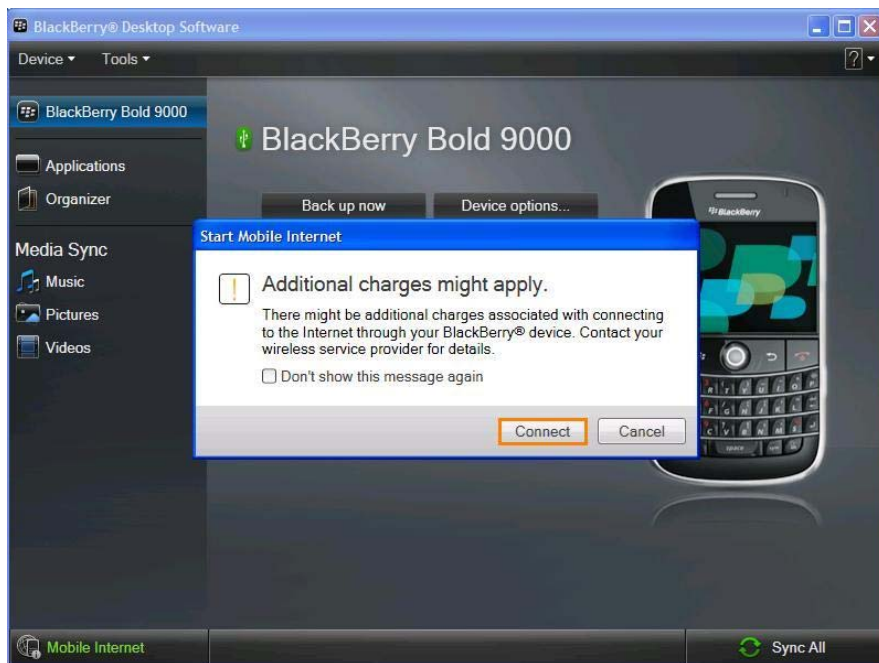 BlackBerry® Desktop Software
Device Tools ?
BlackBerry Bold 9000
Applications
Organizer
Media Sync
Music
Pictures
Videos
BlackBerry Bold 9000
Back up now Device options...
BlackBerry
Start Mobile Internet
Additional charges might apply.
There might be additional charges associated with connecting
to the Internet through your BlackBerry® device. Contact your
wireless service provider for details.
Don't show this message again
Connect Cancel
Mobile Internet Sync All